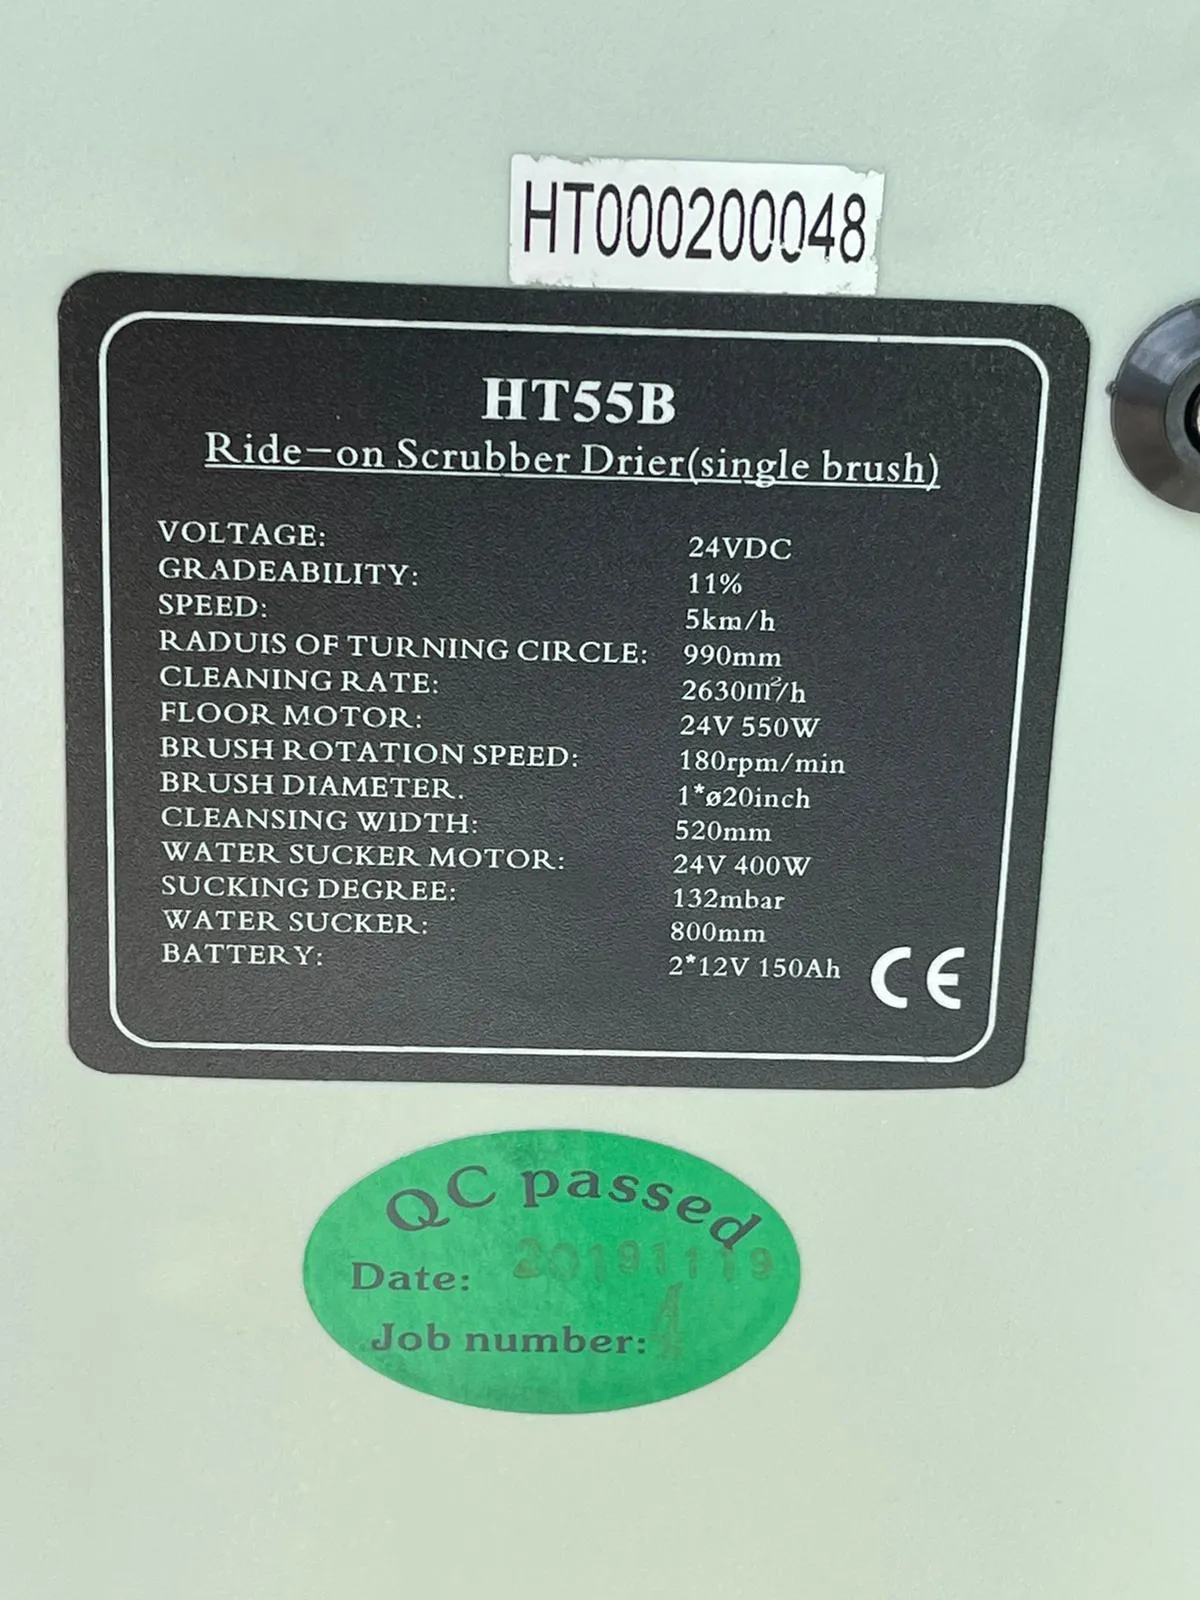 HT000200048
HT55B
Ride-on Scrubber Drier(single brush)
VOLTAGE: 24VDC
GRADEABILITY: 11%
SPEED: 5km/h
RADUIS OF TURNING CIRCLE: 990mm
CLEANING RATE: 2630m²/h
FLOOR MOTOR: 24V 550W
BRUSH ROTATION SPEED: 180rpm/min
BRUSH DIAMETER. 1*ø20inch
CLEANSING WIDTH: 520mm
WATER SUCKER MOTOR: 24V 400W
SUCKING DEGREE: 132mbar
WATER SUCKER: 800mm
BATTERY: 2*12V 150Ah
CE
QC passed
Date: 20191119
Job number: